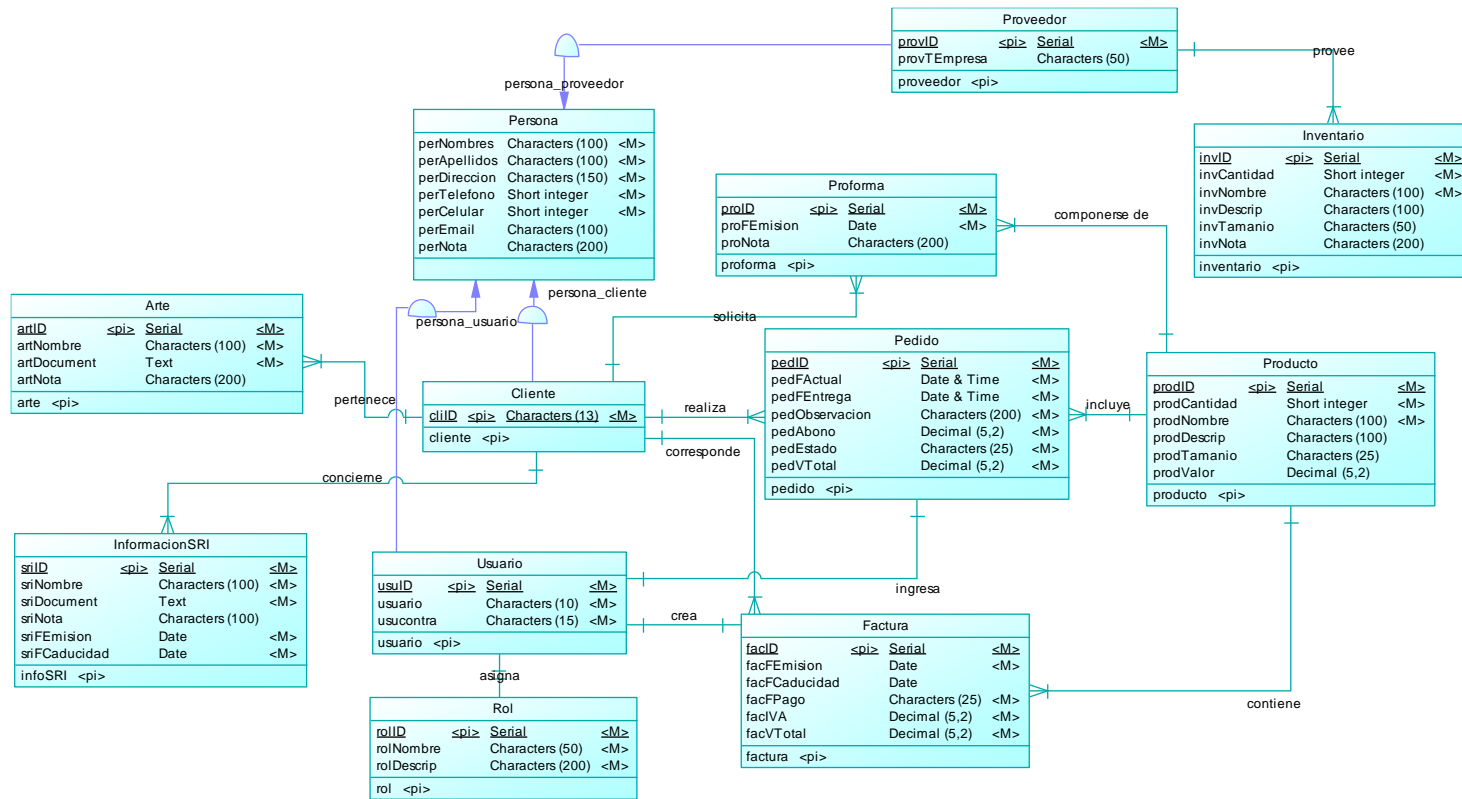 Proveedor
provID <pi> Serial <M>
provTEmpresa Characters (50)
proveedor <pi>
persona_proveedor
provee
Persona
perNombres Characters (100) <M>
perApellidos Characters (100) <M>
perDireccion Characters (150) <M>
perTelefono Short integer <M>
perCelular Short integer <M>
perEmail Characters (100)
perNota Characters (200)
Inventario
invID <pi> Serial <M>
invCantidad Short integer <M>
invNombre Characters (100) <M>
invDescrip Characters (100)
invTamanio Characters (50)
invNota Characters (200)
inventario <pi>
Proforma
proID <pi> Serial <M>
proFEmision Date <M>
proNota Characters (200)
proforma <pi>
componerse de
persona_cliente
persona_usuario
solicita
Arte
artID <pi> Serial <M>
artNombre Characters (100) <M>
artDocument Text <M>
artNota Characters (200)
arte <pi>
pertenece
Cliente
cliID <pi> Characters (13) <M>
cliente <pi>
realiza
corresponde
Pedido
pedID <pi> Serial <M>
pedFActual Date & Time <M>
pedFEntrega Date & Time <M>
pedObservacion Characters (200) <M>
pedAbono Decimal (5,2) <M>
pedEstado Characters (25) <M>
pedVTotal Decimal (5,2) <M>
pedido <pi>
incluye
Producto
prodID <pi> Serial <M>
prodCantidad Short integer <M>
prodNombre Characters (100) <M>
prodDescrip Characters (100)
prodTamanio Characters (25)
prodValor Decimal (5,2)
producto <pi>
concierne
InformacionSRI
sriID <pi> Serial <M>
sriNombre Characters (100) <M>
sriDocument Text <M>
sriNota Characters (100)
sriFEmision Date <M>
sriFCaducidad Date <M>
infoSRI <pi>
Usuario
usuID <pi> Serial <M>
usuario Characters (10) <M>
usucontra Characters (15) <M>
usuario <pi>
ingresa
crea
asigna
Factura
facID <pi> Serial <M>
facFEmision Date <M>
facFCaducidad Date
facFPago Characters (25) <M>
facIVA Decimal (5,2) <M>
facVTotal Decimal (5,2) <M>
factura <pi>
contiene
Rol
rolID <pi> Serial <M>
rolNombre Characters (50) <M>
rolDescrip Characters (200) <M>
rol <pi>